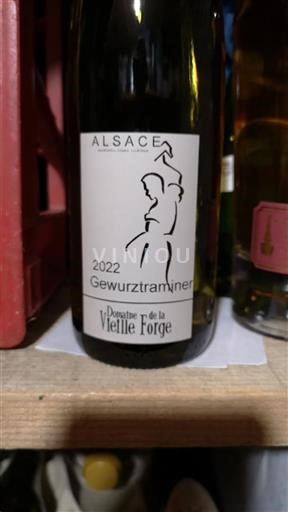 ALSACE
VINIOU
2022
Gewurztraminer
Domaine de la
Vieille Forge